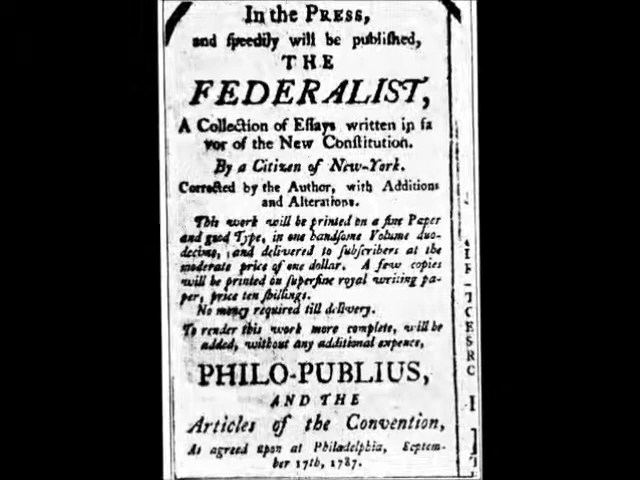 In the PRESS,
and speedily will be published,
THE
FEDERALIST,
A Collection of Essays written in fa
vor of the New Constitution.
By a Citizen of New-York.
Corrected by the Author, with Additions
and Alterations.
This work will be printed on a fine Paper
and good Type, in one handsome Volume duo-
decimo, and delivered to subscribers at the
moderate price of one dollar. A few copies
will be printed on superfine royal writing pa-
per, price ten shillings.
No money required till delivery.
To render this work more complete, will be
added, without any additional expence,
PHILO-PUBLIUS,
AND THE
Articles of the Convention,
As agreed upon at Philadelphia, Septem-
ber 17th, 1787.